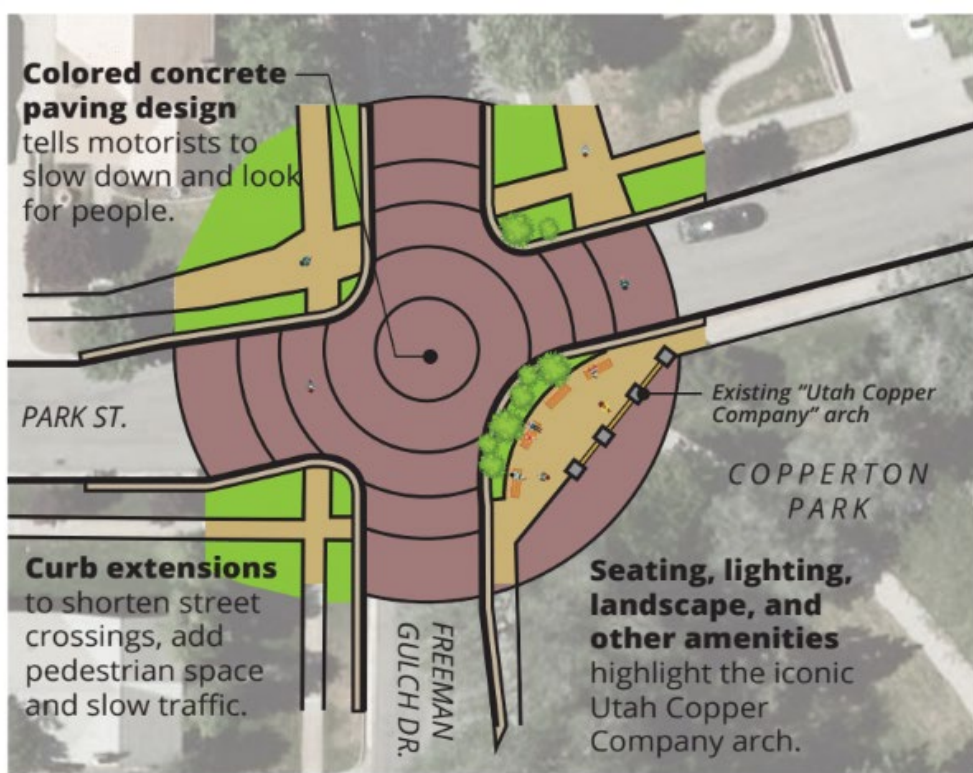 Colored concrete
paving design
tells motorists to
slow down and look
for people.
PARK ST.
Existing “Utah Copper
Company” arch
COPPERTON
PARK
Curb extensions
to shorten street
crossings, add
pedestrian space
and slow traffic.
FREEMAN
GULCH DR.
Seating, lighting,
landscape, and
other amenities
highlight the iconic
Utah Copper
Company arch.